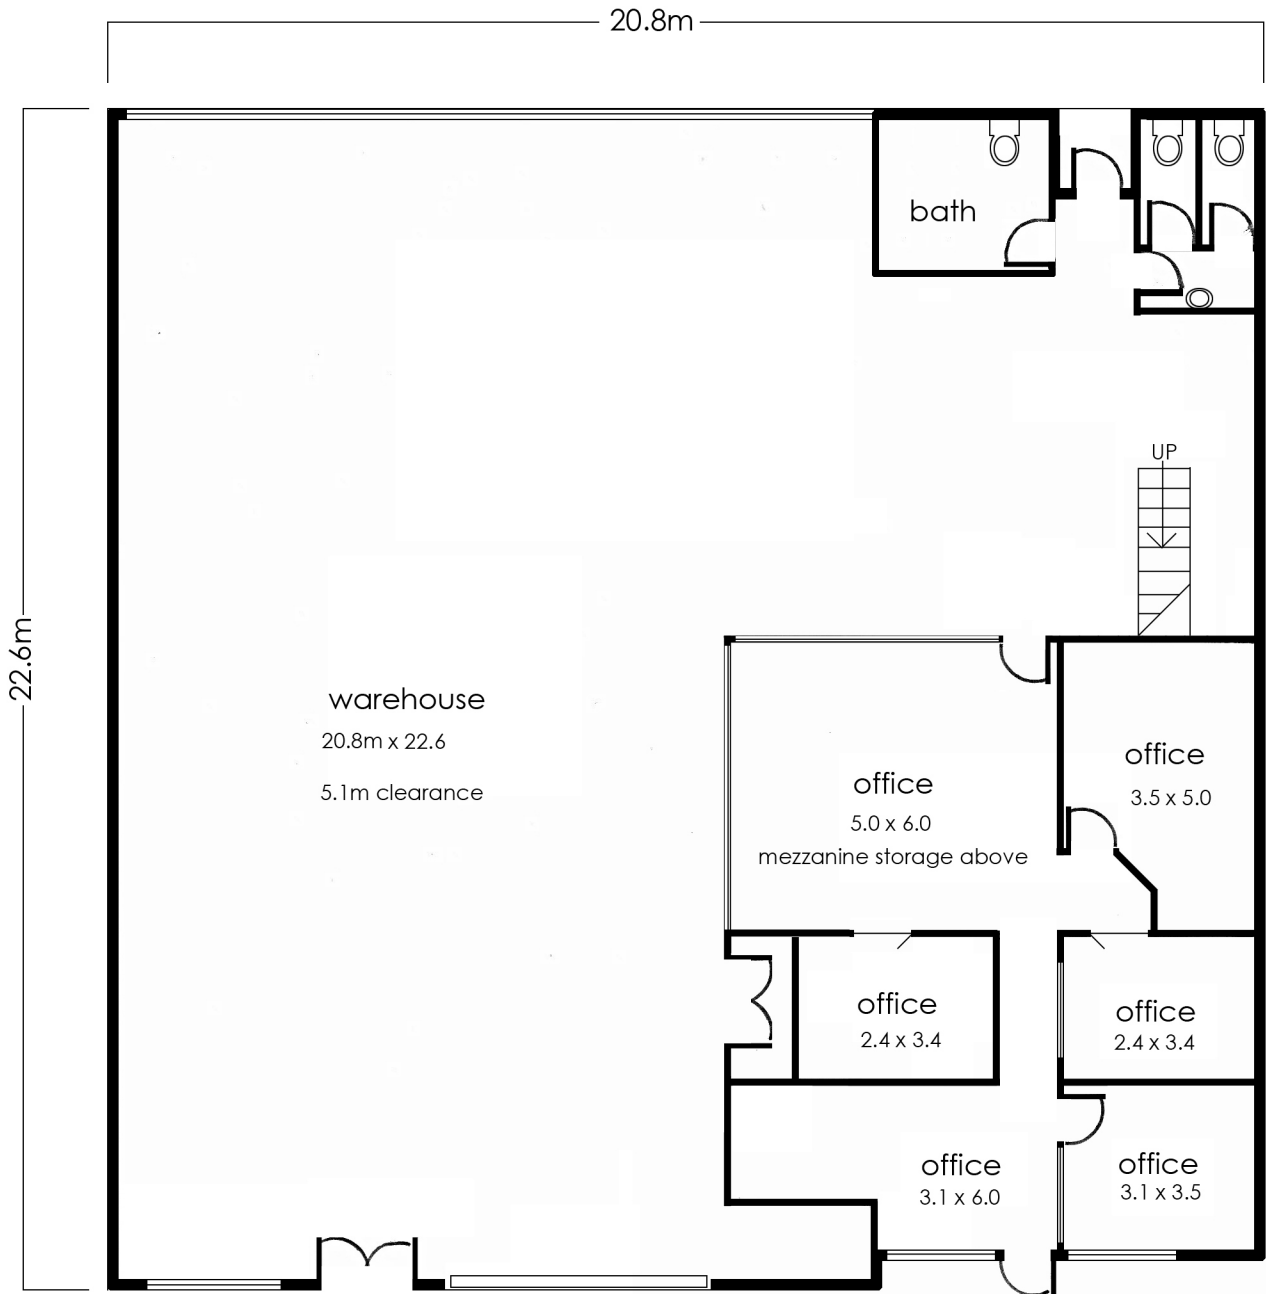 20.8m
bath
UP
22.6m
warehouse
20.8m x 22.6
5.1m clearance
office
5.0 x 6.0
mezzanine storage above
office
3.5 x 5.0
office
2.4 x 3.4
office
2.4 x 3.4
office
3.1 x 6.0
office
3.1 x 3.5